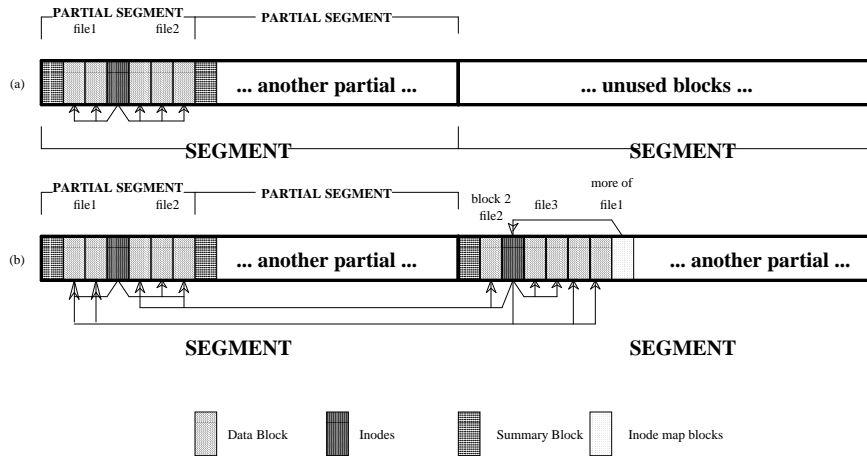 PARTIAL SEGMENT
PARTIAL SEGMENT
file1 file2
(a)
... another partial ...
... unused blocks ...
SEGMENT
SEGMENT
PARTIAL SEGMENT
PARTIAL SEGMENT
file1 file2
block 2
file2
file3
more of
file1
(b)
... another partial ...
... another partial ...
SEGMENT
SEGMENT
Data Block
Inodes
Summary Block
Inode map blocks